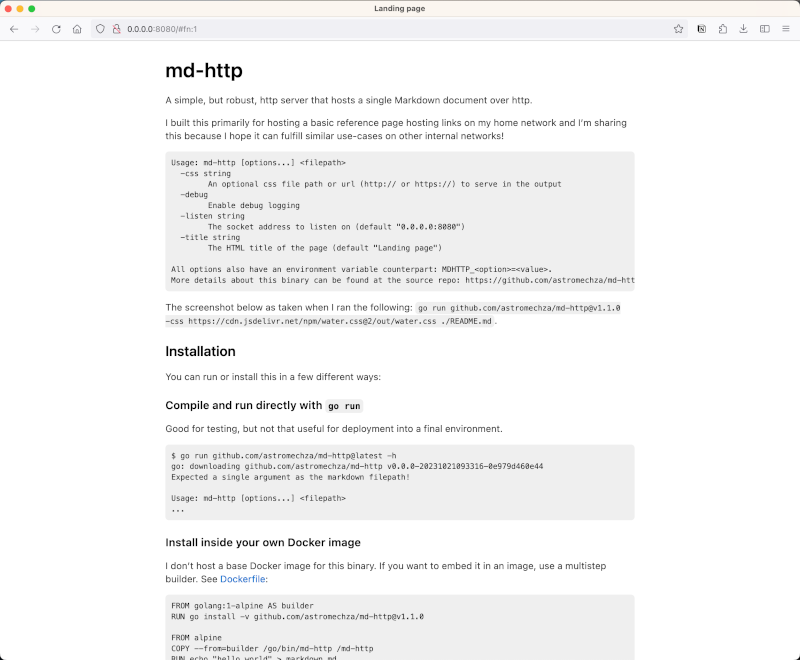 Landing page
0.0.0.0:8080/#fn:1
md-http
A simple, but robust, http server that hosts a single Markdown document over http.
I built this primarily for hosting a basic reference page hosting links on my home network and I'm sharing
this because I hope it can fulfill similar use-cases on other internal networks!
Usage: md-http [options...] <filepath>
-css string
An optional css file path or url (http:// or https://) to serve in the output
-debug
Enable debug logging
-listen string
The socket address to listen on (default "0.0.0.0:8080")
-title string
The HTML title of the page (default "Landing page")
All options also have an environment variable counterpart: MDHTTP_<option>=<value>.
More details about this binary can be found at the source repo: https://github.com/astromechza/md-htt
The screenshot below as taken when I ran the following: go run github.com/astromechza/md-http@v1.1.0
-css https://cdn.jsdelivr.net/npm/water.css@2/out/water.css ./README.md.
Installation
You can run or install this in a few different ways:
Compile and run directly with go run
Good for testing, but not that useful for deployment into a final environment.
$ go run github.com/astromechza/md-http@latest -h
go: downloading github.com/astromechza/md-http v0.0.0-20231021093316-0e979d460e44
Expected a single argument as the markdown filepath!
Usage: md-http [options...] <filepath>
...
Install inside your own Docker image
I don't host a base Docker image for this binary. If you want to embed it in an image, use a multistep
builder. See Dockerfile:
FROM golang:1-alpine AS builder
RUN go install -v github.com/astromechza/md-http@v1.1.0
FROM alpine
COPY --from=builder /go/bin/md-http /md-http
RUN echo "hello world" > markdown.md